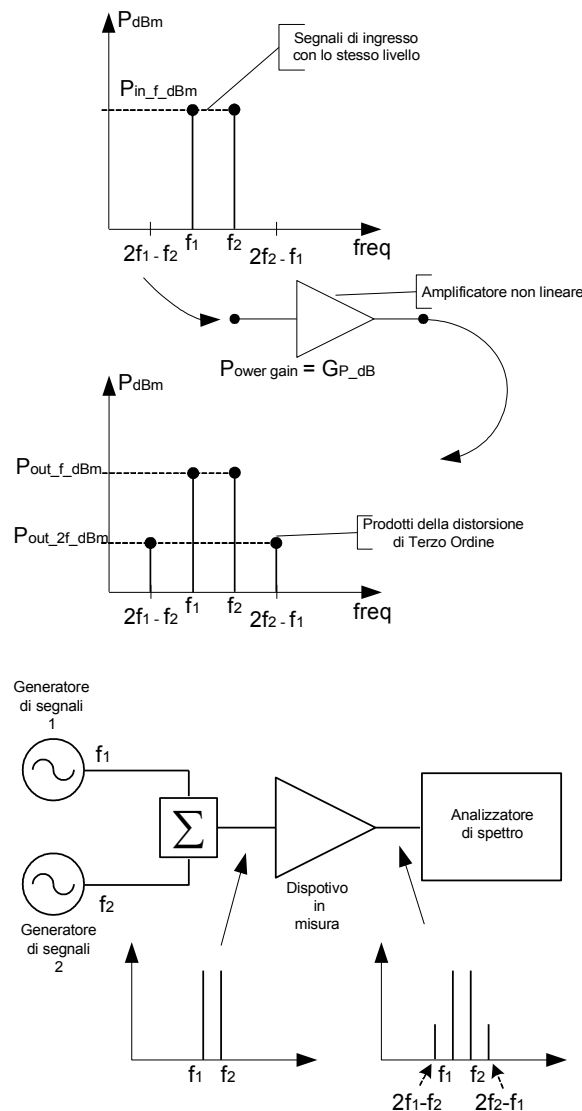 PdBm
Segnali di ingresso
con lo stesso livello
Pin_f_dBm
2f1 - f2
f1
f2
2f2 - f1
freq
Amplificatore non lineare
Power gain = GP_dB
PdBm
Pout_f_dBm
Pout_2f_dBm
Prodotti della distorsione
di Terzo Ordine
2f1 - f2
f1
f2
2f2 - f1
freq
Generatore
di segnali
1
f1
Σ
Analizzatore
di spettro
f2
Dispotivo
in
misura
Generatore
di segnali
2
f1
f2
f1
f2
2f1-f2
2f2-f1